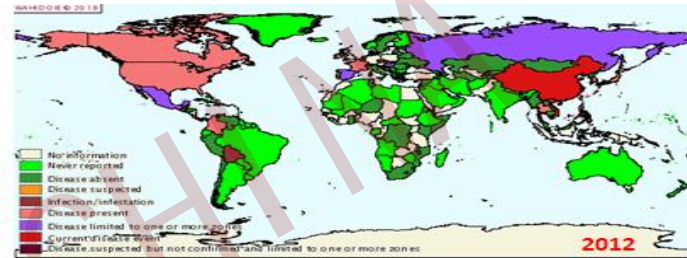 WAHID OIE © 2018
No information
Never reported
Disease absent
Disease suspected
Infection/infestation
Disease present
Disease limited to one or more zones
Current disease event
Disease suspected but not confirmed and limited to one or more zones
2012